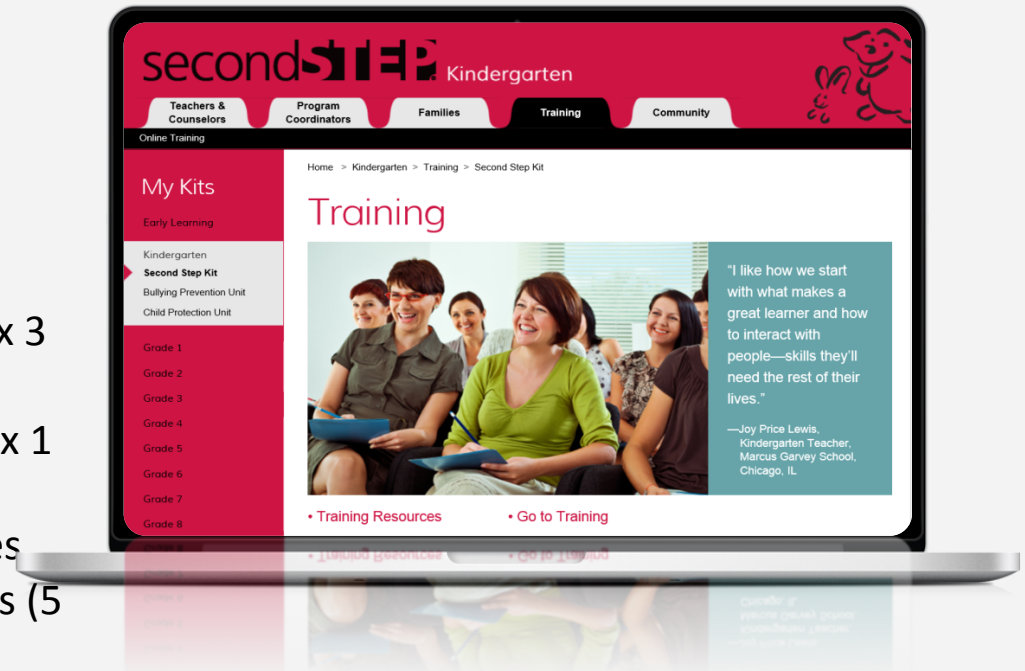 secondSTEP Kindergarten
Teachers & Counselors
Program Coordinators
Families
Training
Community
Online Training
My Kits
Early Learning
Kindergarten
Second Step Kit
Bullying Prevention Unit
Child Protection Unit
Grade 1
Grade 2
Grade 3
Grade 4
Grade 5
Grade 6
Grade 7
Grade 8
Home > Kindergarten > Training > Second Step Kit
Training
“I like how we start
with what makes a
great learner and how
to interact with
people—skills they’ll
need the rest of their
lives.”
—Joy Price Lewis,
Kindergarten Teacher,
Marcus Garvey School,
Chicago, IL
• Training Resources
• Go to Training
x 3
x 1
es
s (5